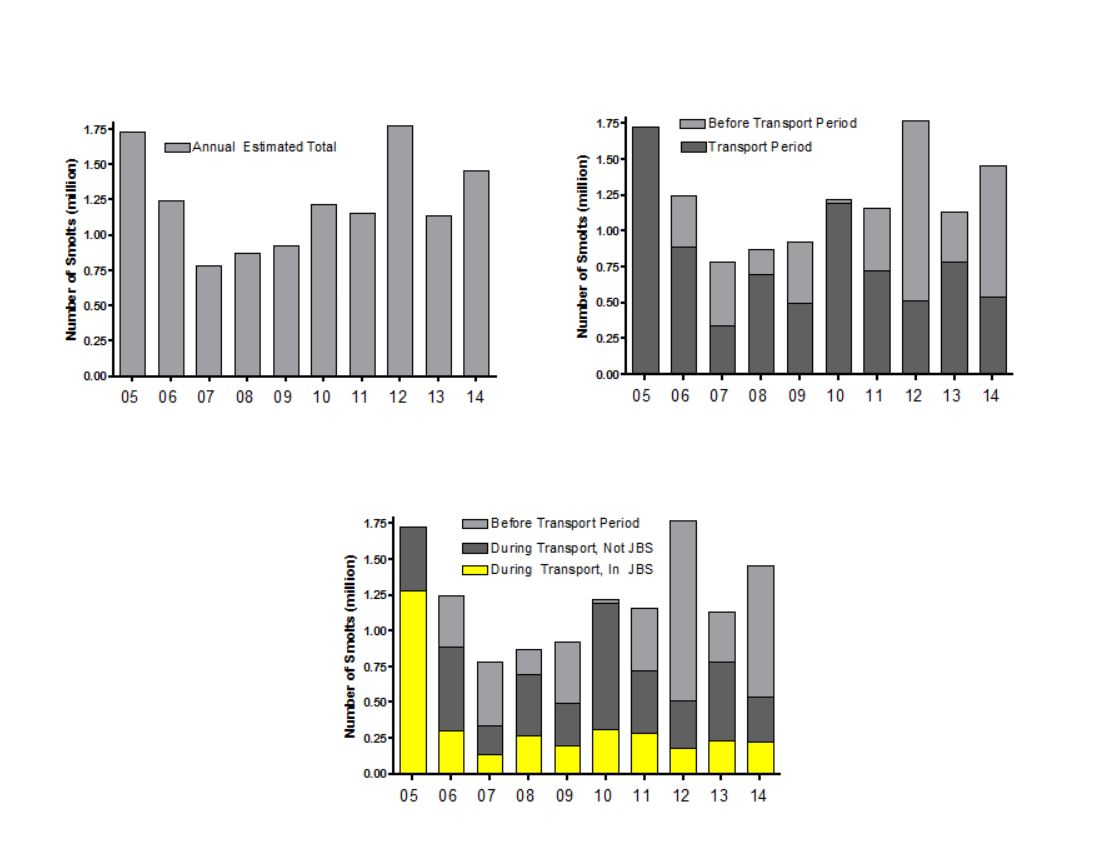 Number of Smolts (million)
1.75
1.50
1.25
1.00
0.75
0.50
0.25
0.00
Annual Estimated Total
05 06 07 08 09 10 11 12 13 14
Number of Smolts (million)
1.75
1.50
1.25
1.00
0.75
0.50
0.25
0.00
Before Transport Period
Transport Period
05 06 07 08 09 10 11 12 13 14
Number of Smolts (million)
1.75
1.50
1.25
1.00
0.75
0.50
0.25
0.00
Before Transport Period
During Transport, Not JBS
During Transport, In JBS
05 06 07 08 09 10 11 12 13 14